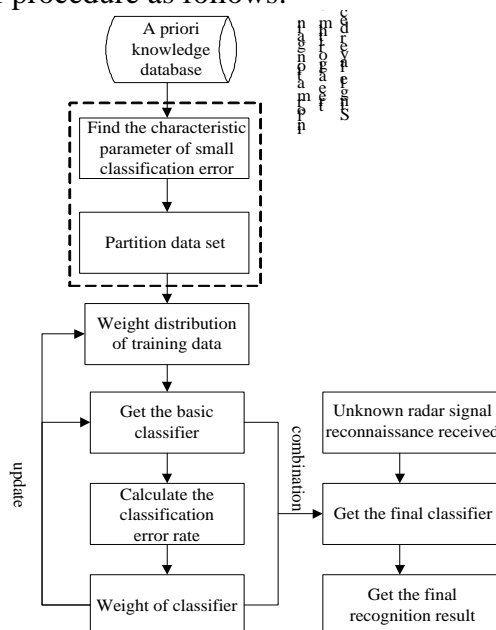 procedure as follows:
A priori
knowledge
database
Find the characteristic
parameter of small
classification error
Partition data set
Weight distribution
of training data
Get the basic
classifier
Calculate the
classification
error rate
Weight of classifier
update
combination
Unknown radar signal
reconnaissance received
Get the final classifier
Get the final
recognition result